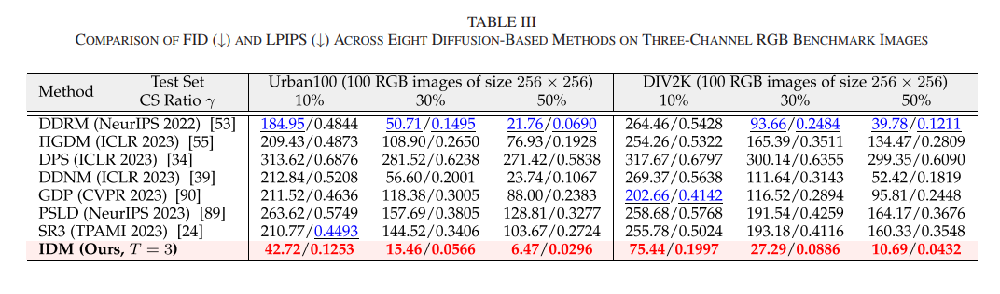 TABLE III
COMPARISON OF FID (↓) AND LPIPS (↓) ACROSS EIGHT DIFFUSION-BASED METHODS ON THREE-CHANNEL RGB BENCHMARK IMAGES
Method Test Set Urban100 (100 RGB images of size 256 × 256) DIV2K (100 RGB images of size 256 × 256)
CS Ratio γ 10% 30% 50% 10% 30% 50%
DDRM (NeurIPS 2022) [53] 184.95/0.4844 50.71/0.1495 21.76/0.0690 264.46/0.5428 93.66/0.2484 39.78/0.1211
ΠGDM (ICLR 2023) [55] 209.43/0.4873 108.90/0.2650 76.93/0.1928 254.26/0.5322 165.39/0.3511 134.47/0.2809
DPS (ICLR 2023) [34] 313.62/0.6876 281.52/0.6238 271.42/0.5838 317.67/0.6797 300.14/0.6355 299.35/0.6090
DDNM (ICLR 2023) [39] 212.84/0.5208 56.60/0.2001 23.74/0.1067 269.37/0.5638 111.64/0.3143 52.42/0.1819
GDP (CVPR 2023) [90] 211.52/0.4636 118.38/0.3005 88.00/0.2383 202.66/0.4142 116.52/0.2894 95.81/0.2448
PSLD (NeurIPS 2023) [89] 263.62/0.5749 157.69/0.3805 128.81/0.3277 258.68/0.5768 191.54/0.4259 164.17/0.3676
SR3 (TPAMI 2023) [24] 210.77/0.4493 144.52/0.3406 103.67/0.2724 255.78/0.5024 193.18/0.4116 160.33/0.3548
IDM (Ours, T = 3) 42.72/0.1253 15.46/0.0566 6.47/0.0296 75.44/0.1997 27.29/0.0886 10.69/0.0432